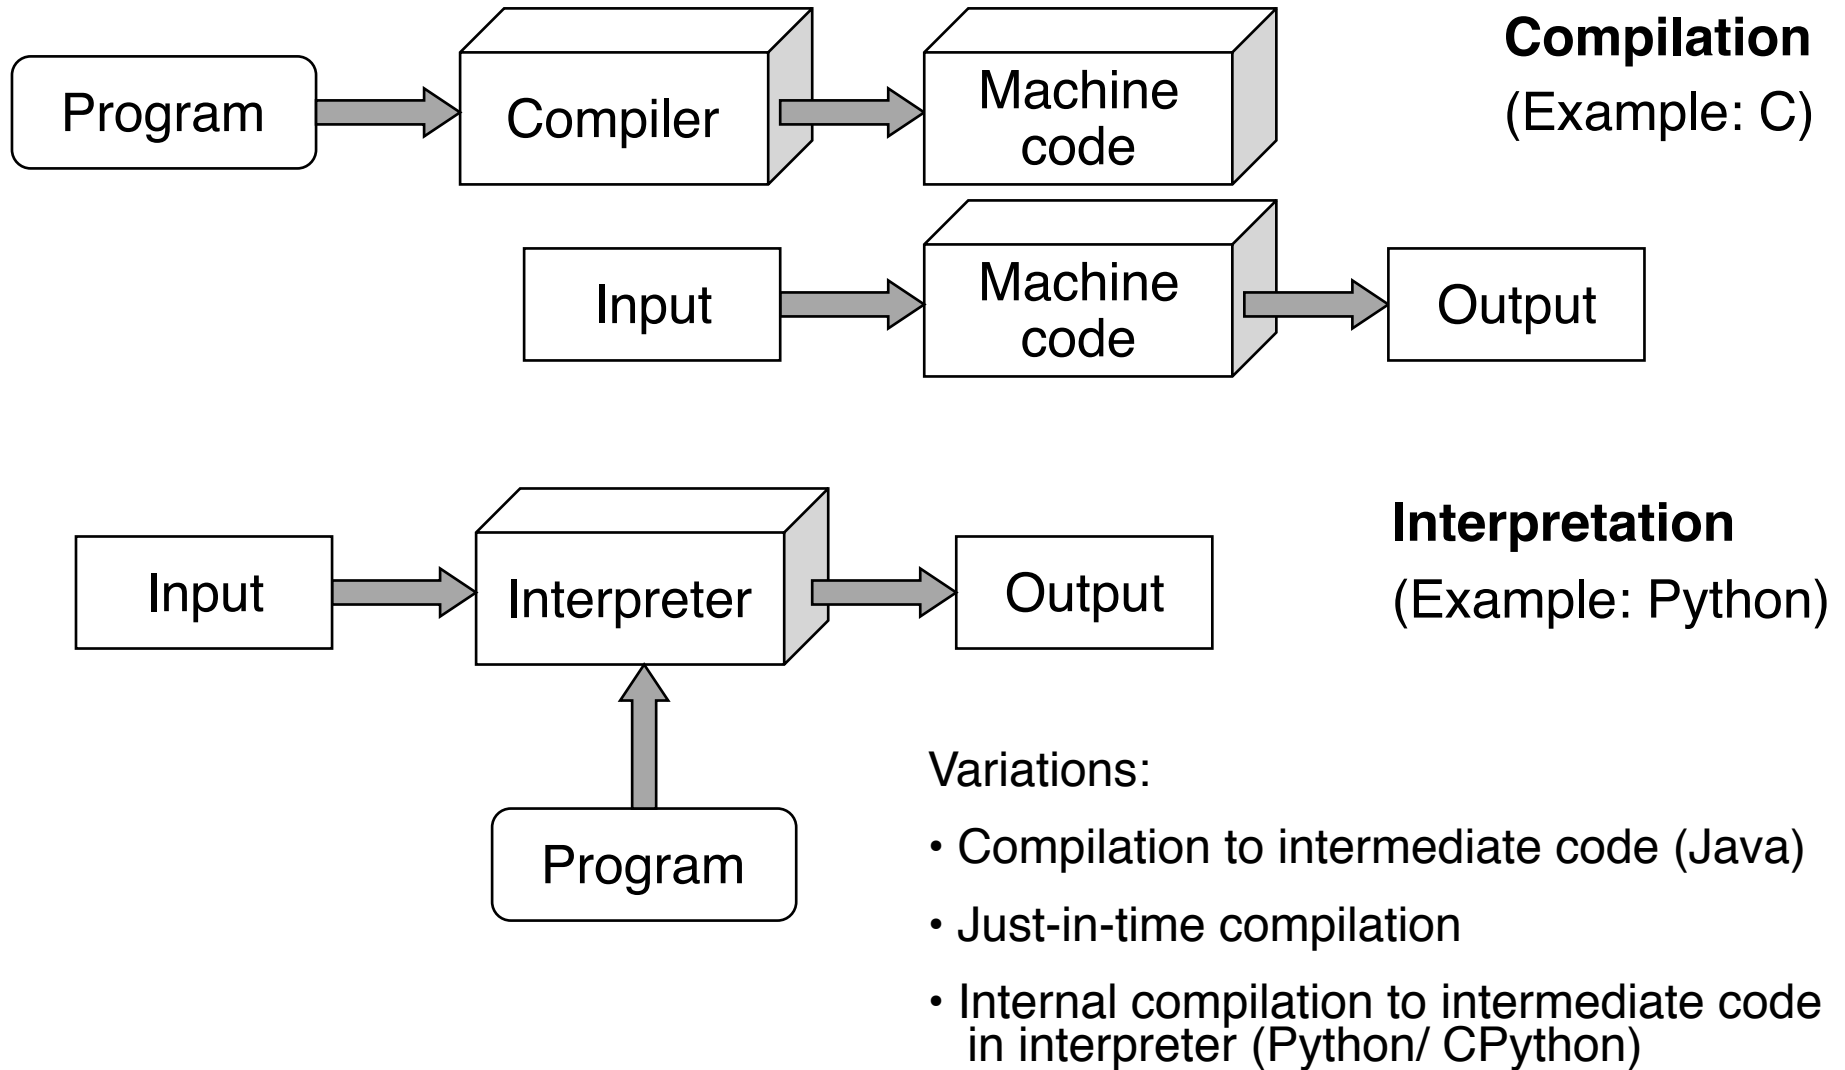 Program
Compiler
Machine
code
Compilation
(Example: C)
Input
Machine
code
Output
Input
Interpreter
Output
Interpretation
(Example: Python)
Program
Variations:
• Compilation to intermediate code (Java)
• Just-in-time compilation
• Internal compilation to intermediate code
in interpreter (Python/ CPython)